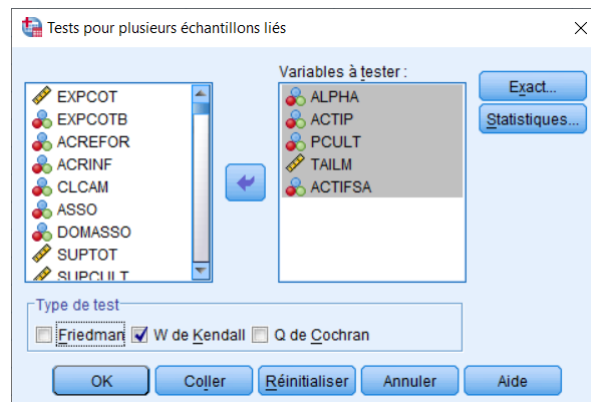 Tests pour plusieurs échantillons liés
Variables à tester :
EXPCOT
EXPCOTB
ACREFOR
ACRINF
CLCAM
ASSO
DOMASSO
SUPTOT
SUPCULT
ALPHA
ACTIP
PCULT
TAILM
ACTIFSA
Exact...
Statistiques...
Type de test
Friedman W de Kendall Q de Cochran
OK Coller Réinitialiser Annuler Aide